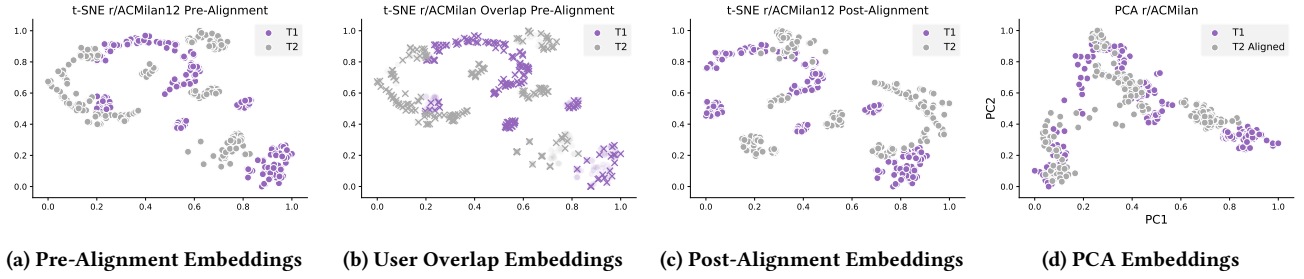 t-SNE r/ACMilan12 Pre-Alignment
T1
T2
1.0
0.8
0.6
0.4
0.2
0.0
0.0 0.2 0.4 0.6 0.8 1.0
(a) Pre-Alignment Embeddings
t-SNE r/ACMilan Overlap Pre-Alignment
T1
T2
1.0
0.8
0.6
0.4
0.2
0.0
0.0 0.2 0.4 0.6 0.8 1.0
(b) User Overlap Embeddings
t-SNE r/ACMilan12 Post-Alignment
T1
T2
1.0
0.8
0.6
0.4
0.2
0.0
0.0 0.2 0.4 0.6 0.8 1.0
(c) Post-Alignment Embeddings
PCA r/ACMilan
T1
T2 Aligned
PC2
1.0
0.8
0.6
0.4
0.2
0.0
0.0 0.2 0.4 0.6 0.8 1.0
PC1
(d) PCA Embeddings